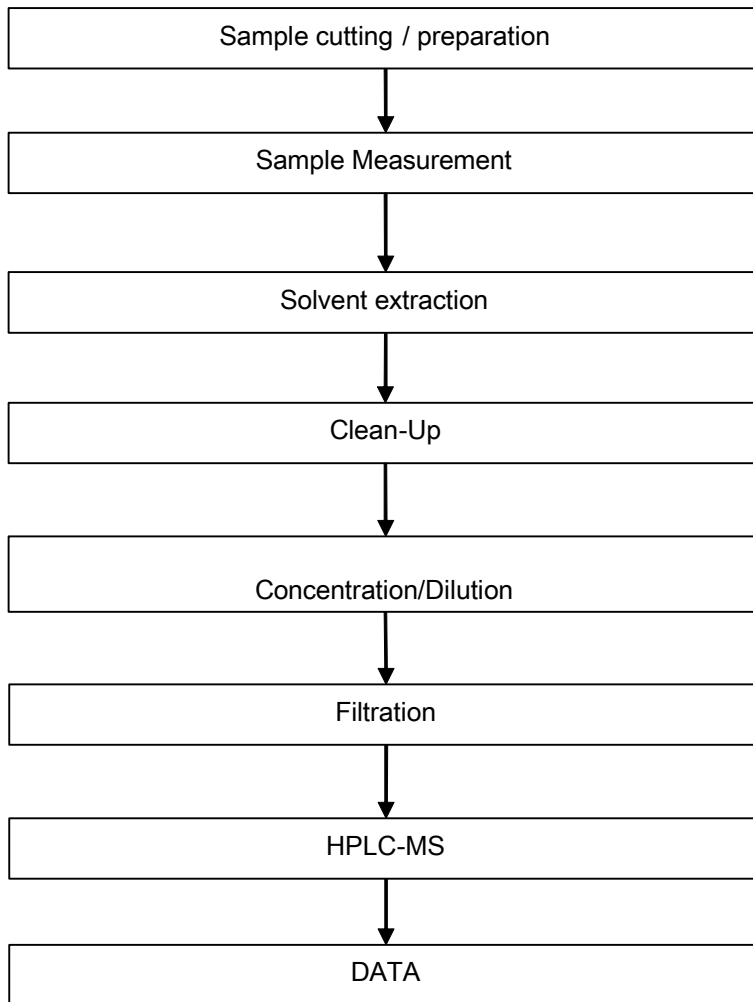 Sample cutting / preparation
Sample Measurement
Solvent extraction
Clean-Up
Concentration/Dilution
Filtration
HPLC-MS
DATA